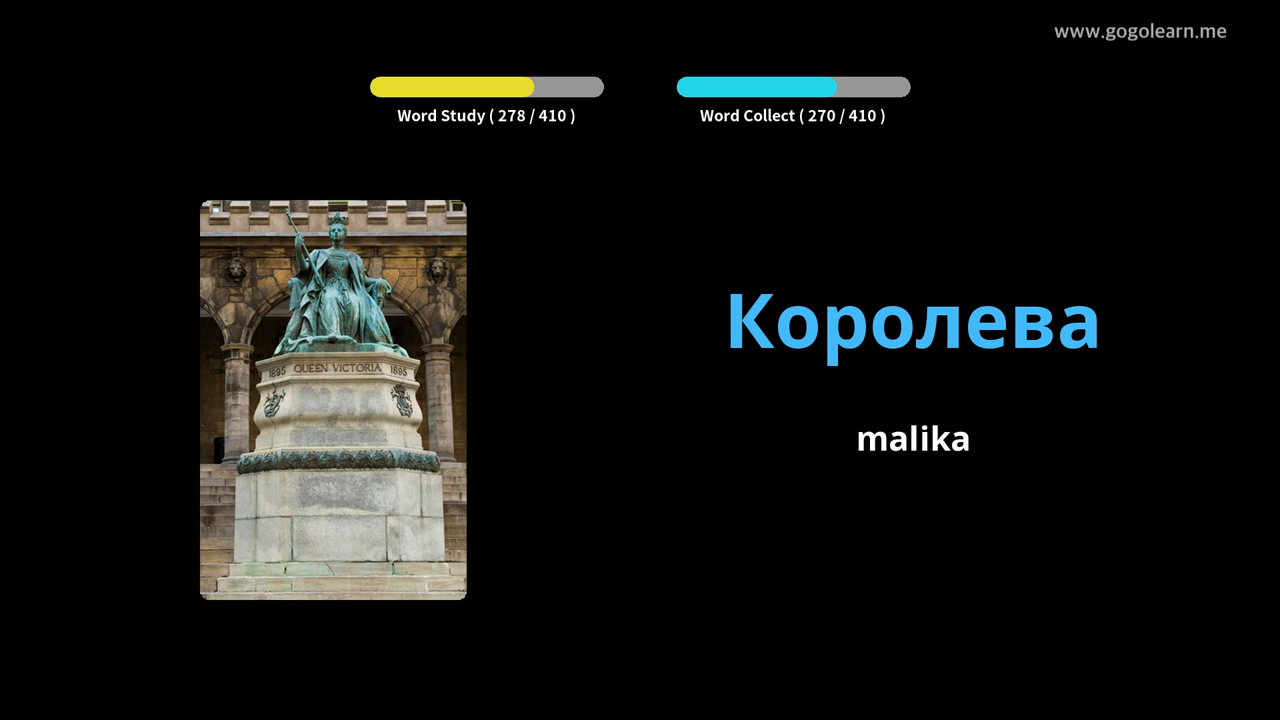 www.gogolearn.me
Word Study ( 278 / 410 )
Word Collect ( 270 / 410 )
1895 QUEEN VICTORIA 1895
Королева
malika